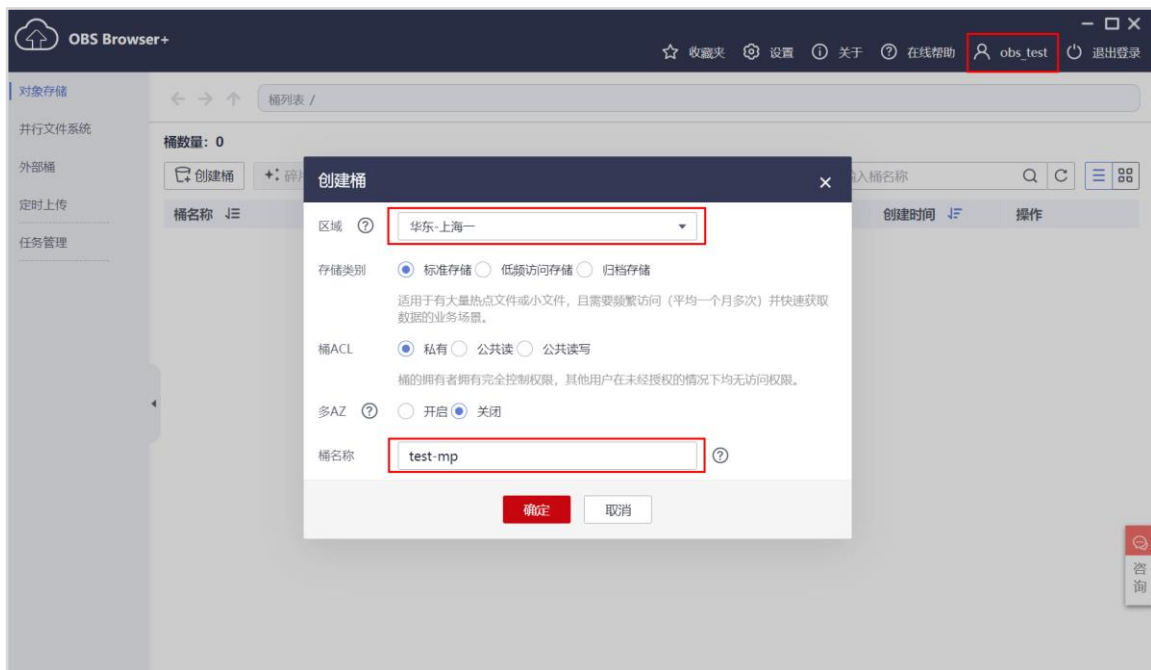 OBS Browser+
收藏夹 设置 关于 在线帮助 obs_test 退出登录
对象存储
桶列表 /
并行文件系统
桶数量: 0
外部桶
创建桶 碎
入桶名称
定时上传
桶名称
创建时间 操作
任务管理
创建桶
区域
华东-上海一
存储类别
标准存储 低频访问存储 归档存储
适用于有大量热点文件或小文件，且需要频繁访问（平均一个月多次）并快速获取
数据的业务场景。
桶ACL
私有 公共读 公共读写
桶的拥有者拥有完全控制权限，其他用户在未经授权的情况下均无访问权限。
多AZ
开启 关闭
桶名称
test-mp
确定 取消
咨
询